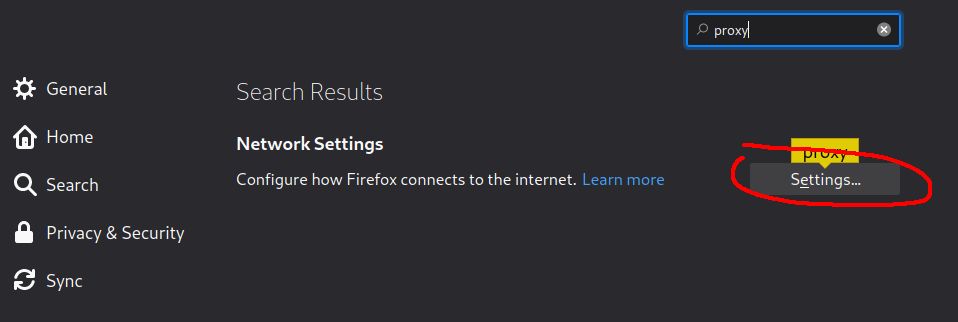 proxy
General
Home
Search
Privacy & Security
Sync
Search Results
Network Settings
Configure how Firefox connects to the internet. Learn more
proxy
Settings...